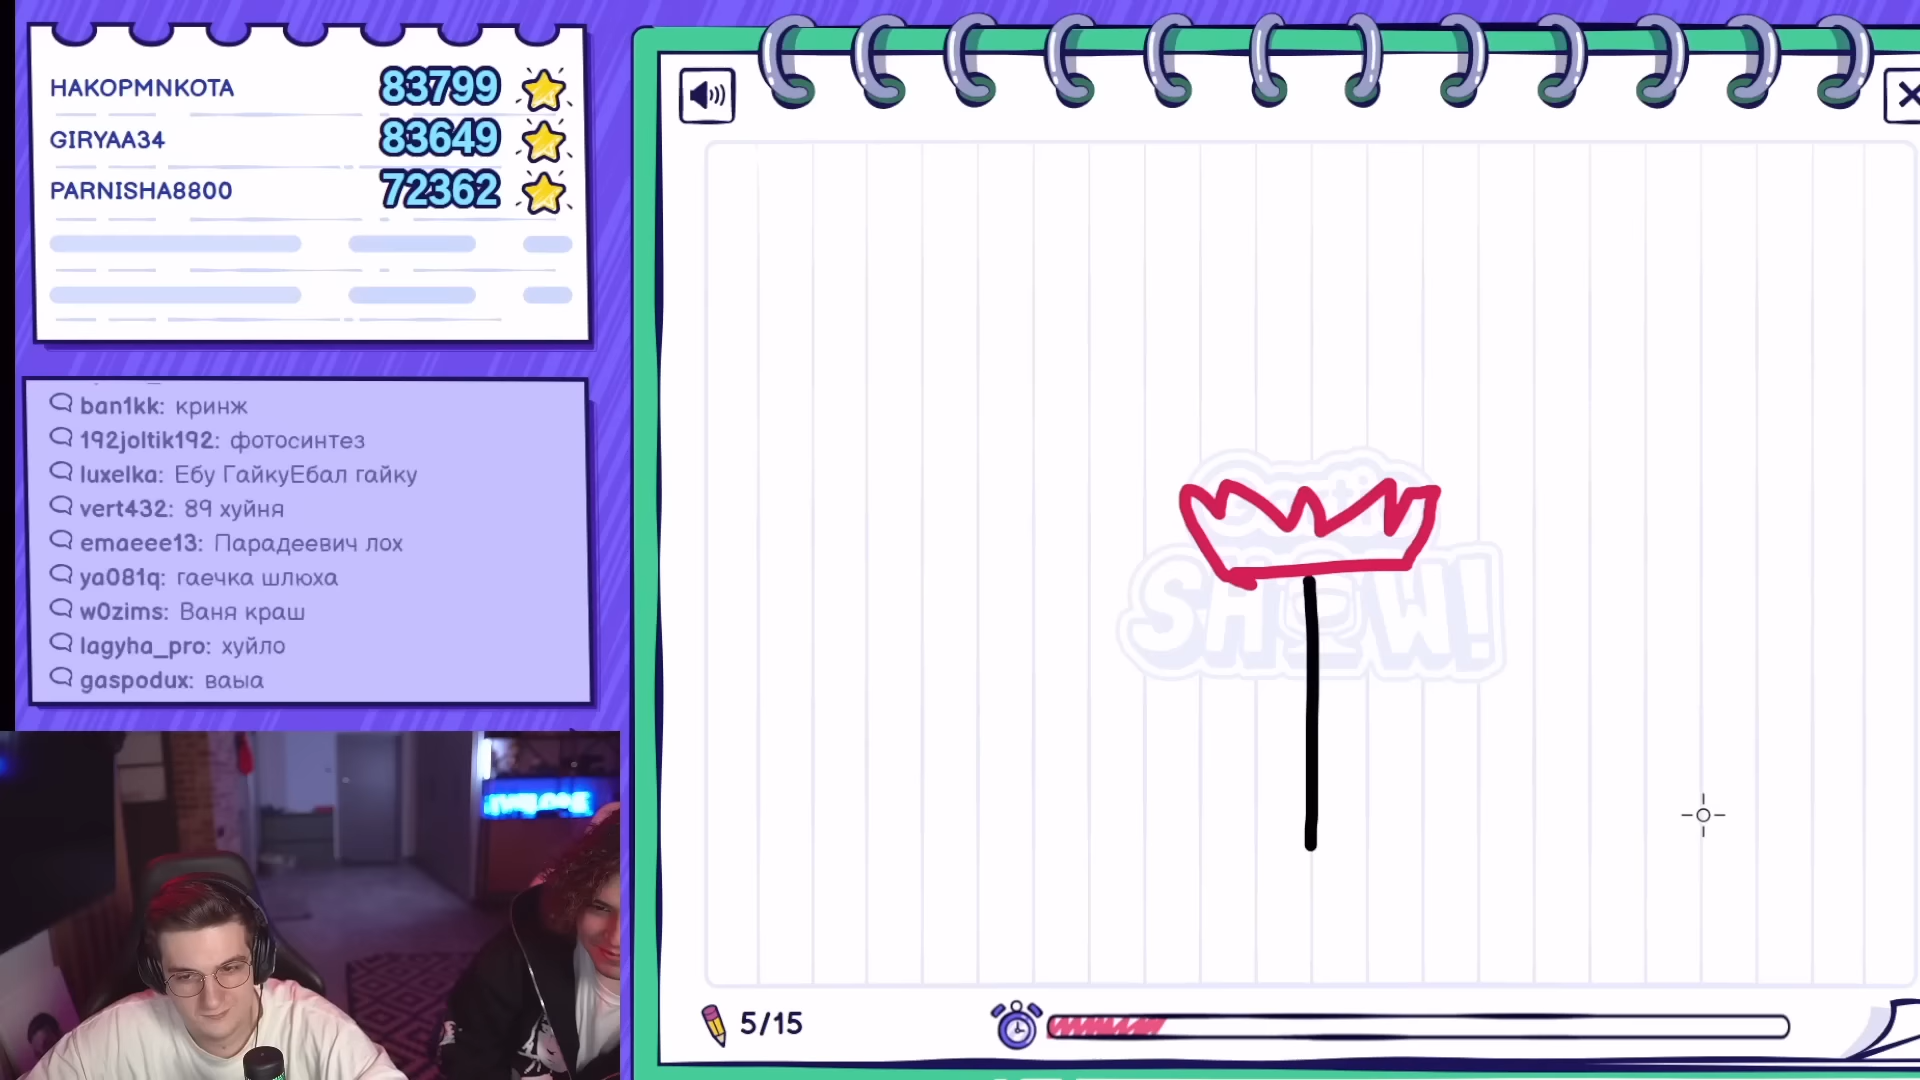 HAKOPMNKOTA 83799
GIRYAA34 83649
PARNISHA8800 72362
ban1kk: кринж
192joltik192: фотосинтез
luxelka: Ебу ГайкуЕбал гайку
vert432: 89 хуйня
emaeee13: Парадеевич лох
ya081q: гаечка шлюха
w0zims: Ваня краш
lagyha_pro: хуйло
gaspodux: ваыа
SHOW!
5/15